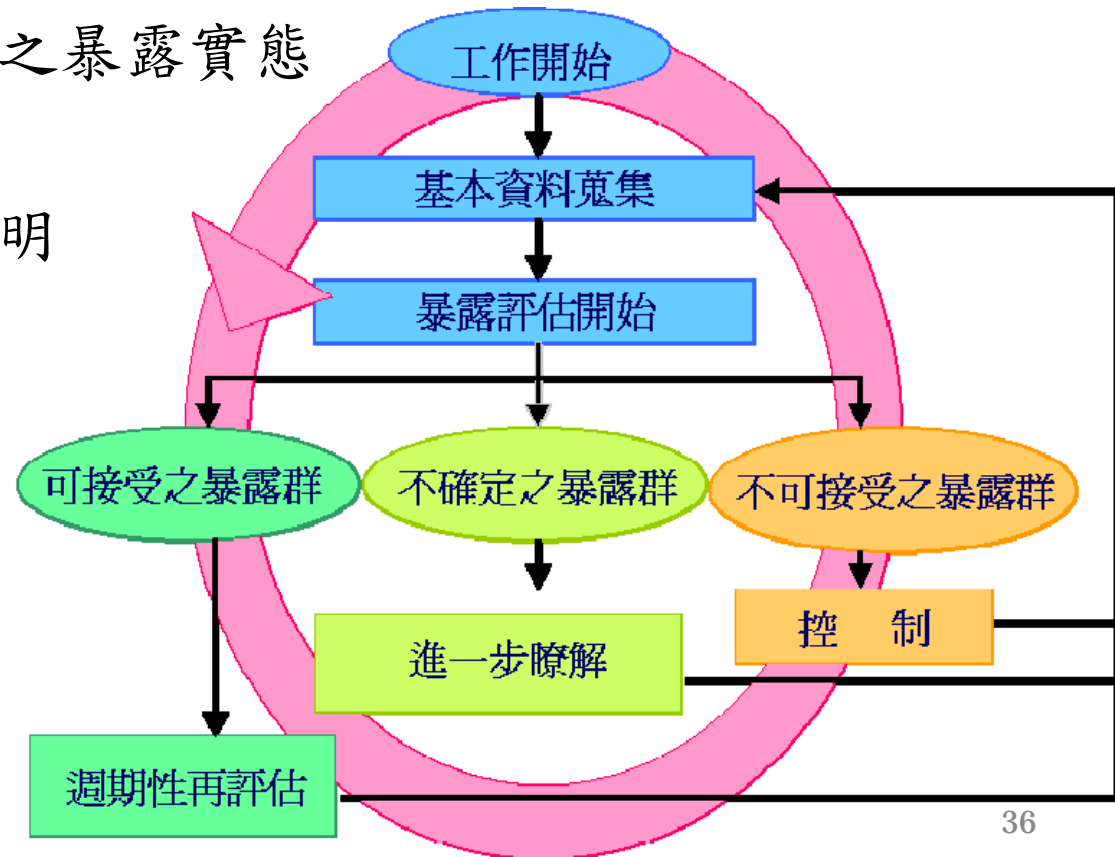 之暴露實態
明
工作開始
基本資料蒐集
暴露評估開始
可接受之暴露群
不確定之暴露群
不可接受之暴露群
控 制
進一步瞭解
週期性再評估
36